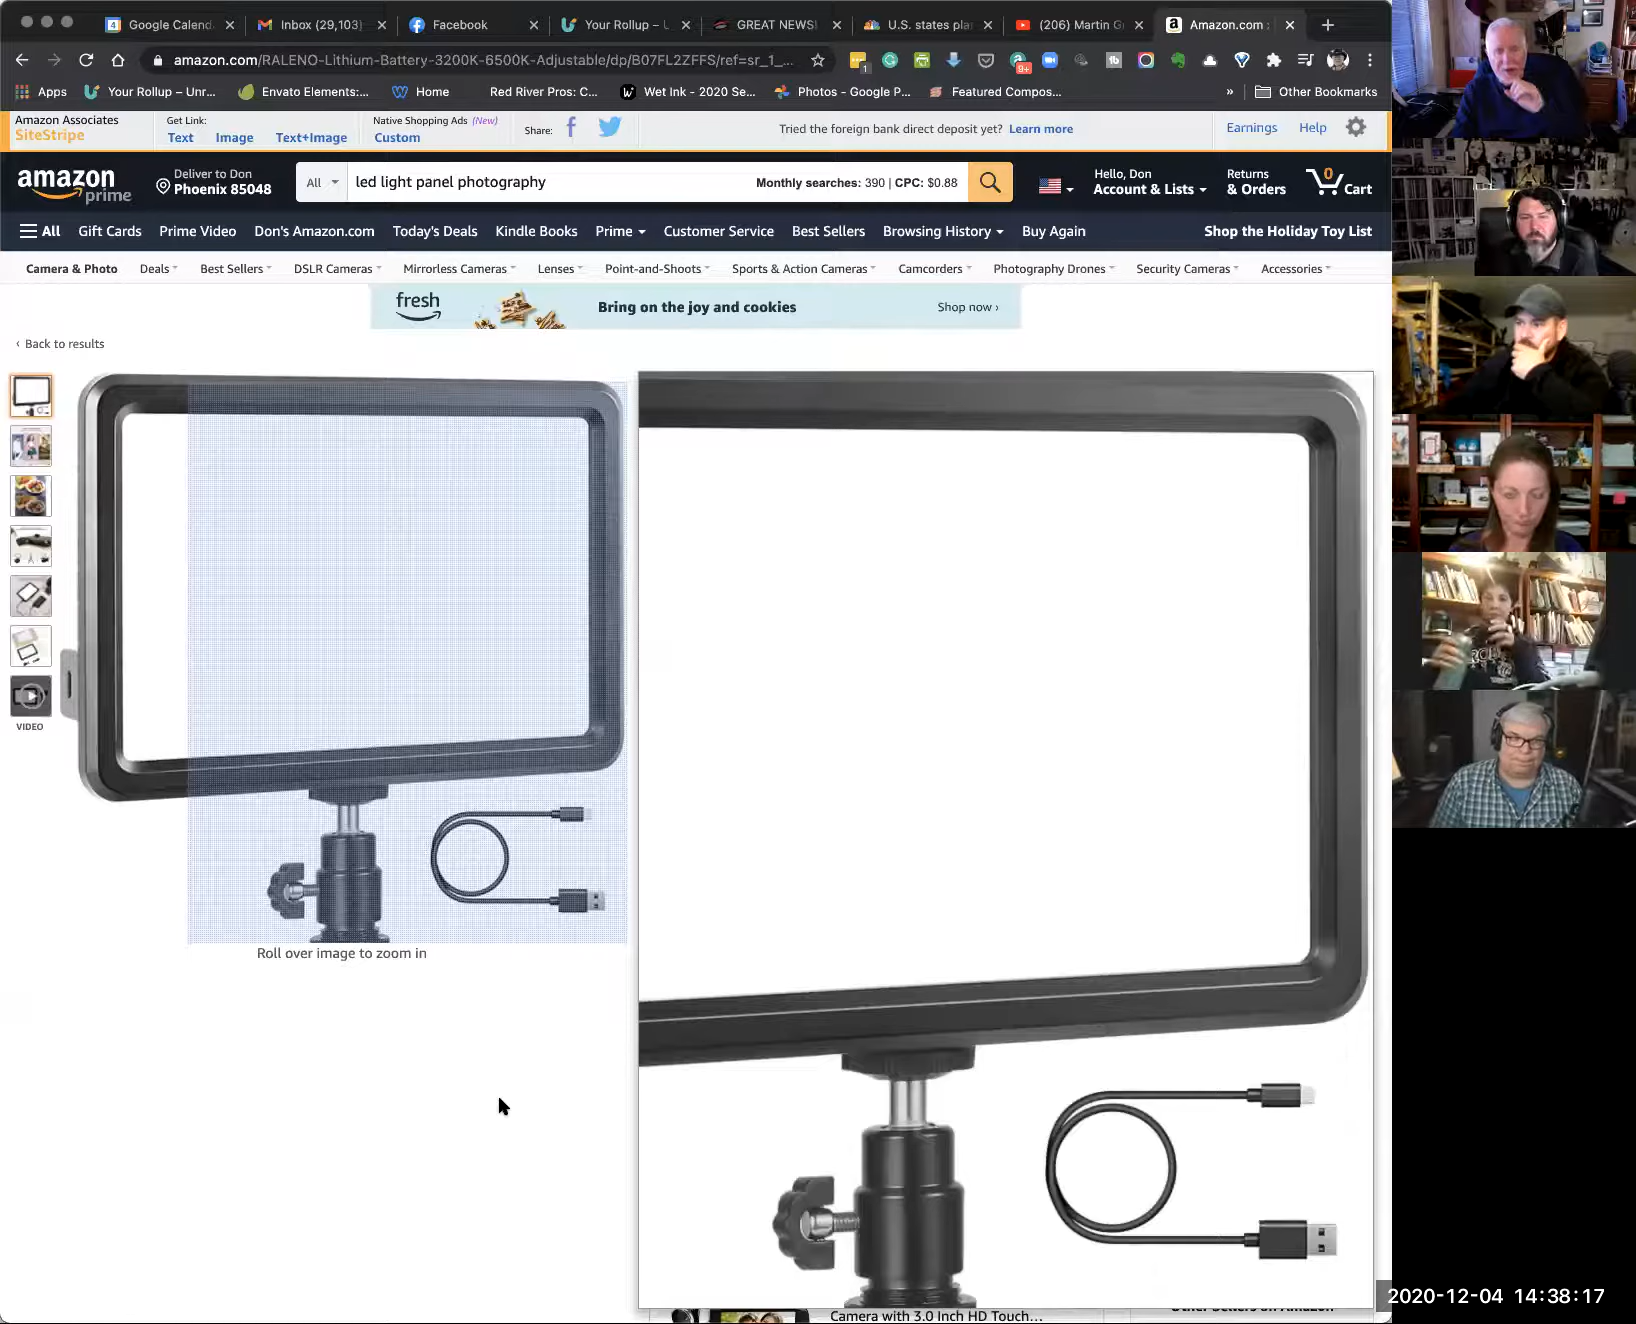 4 Google Calend
Inbox (29,103)
Facebook
Your Rollup – U
GREAT NEWS!
U.S. states pla
(206) Martin G
Amazon.com :
amazon.com/RALENO-Lithium-Battery-3200K-6500K-Adjustable/dp/B07FL2ZFFS/ref=sr_1_...
1
9+
Apps
Your Rollup – Unr...
Envato Elements:...
Home
Red River Pros: C...
Wet Ink - 2020 Se...
Photos - Google P...
Featured Compos...
»
Other Bookmarks
Amazon Associates
SiteStripe
Get Link:
Text Image Text+Image
Native Shopping Ads (New)
Custom
Share:
Tried the foreign bank direct deposit yet? Learn more
Earnings Help
amazon prime
Deliver to Don
Phoenix 85048
All
led light panel photography
Monthly searches: 390 | CPC: $0.88
Hello, Don
Account & Lists
Returns
& Orders
0
Cart
All Gift Cards Prime Video Don's Amazon.com Today's Deals Kindle Books Prime Customer Service Best Sellers Browsing History Buy Again Shop the Holiday Toy List
Camera & Photo Deals Best Sellers DSLR Cameras Mirrorless Cameras Lenses Point-and-Shoots Sports & Action Cameras Camcorders Photography Drones Security Cameras Accessories
fresh
Bring on the joy and cookies
Shop now ›
‹ Back to results
VIDEO
Roll over image to zoom in
Camera with 3.0 Inch HD Touch...
Other Sellers on Amazon
2020-12-04 14:38:17